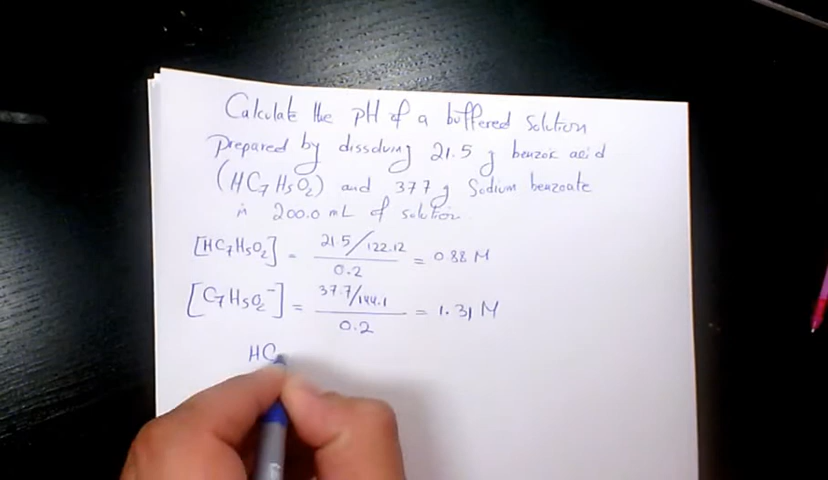 Calculate the pH of a buffered solution
prepared by dissolving 21.5 g benzoic acid
(HC7H5O2) and 37.7 g Sodium benzoate
in 200.0 mL of solution.
[HC7H5O2] = 21.5/122.12 / 0.2 = 0.88 M
[C7H5O2⁻] = 37.7/144.1 / 0.2 = 1.31 M
HC